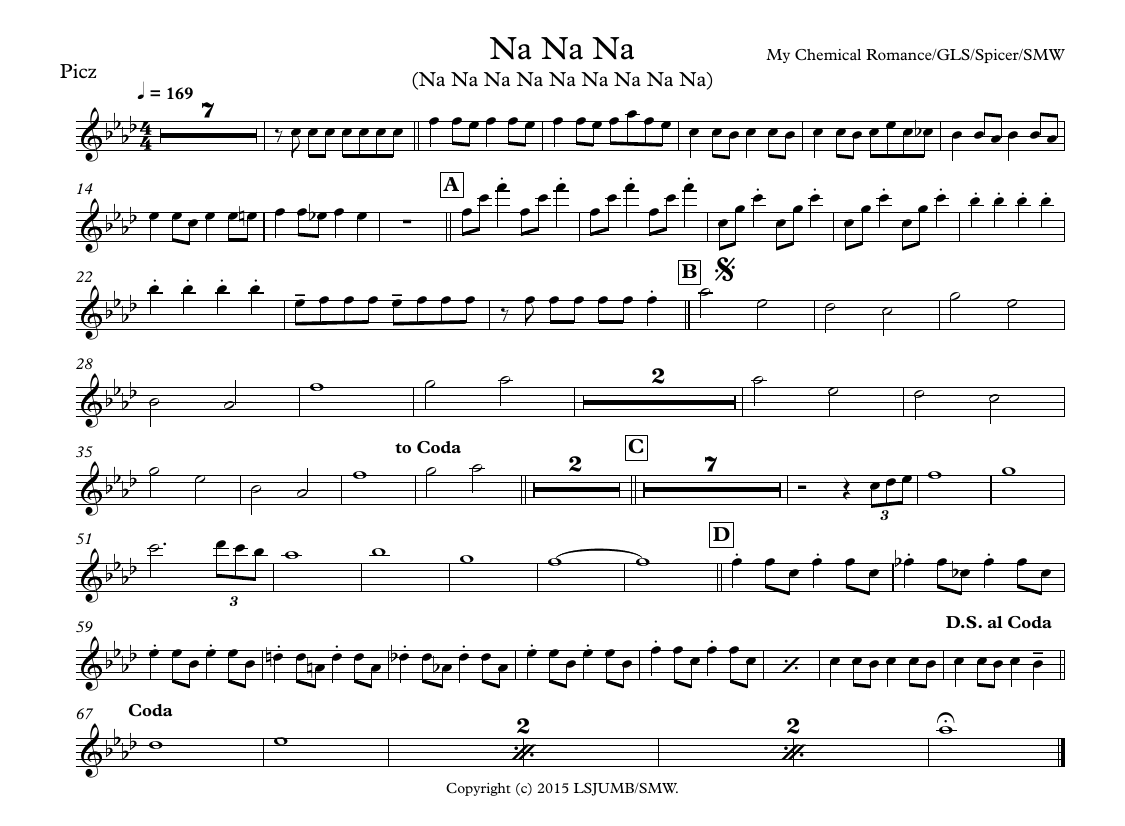 Na Na Na
(Na Na Na Na Na Na Na Na Na)
Picz
My Chemical Romance/GLS/Spicer/SMW
♩ = 169
7
4
4
14
A
22
B
28
2
35
to Coda
2
C
7
3
51
3
D
59
D.S. al Coda
67
Coda
2
2
Copyright (c) 2015 LSJUMB/SMW.